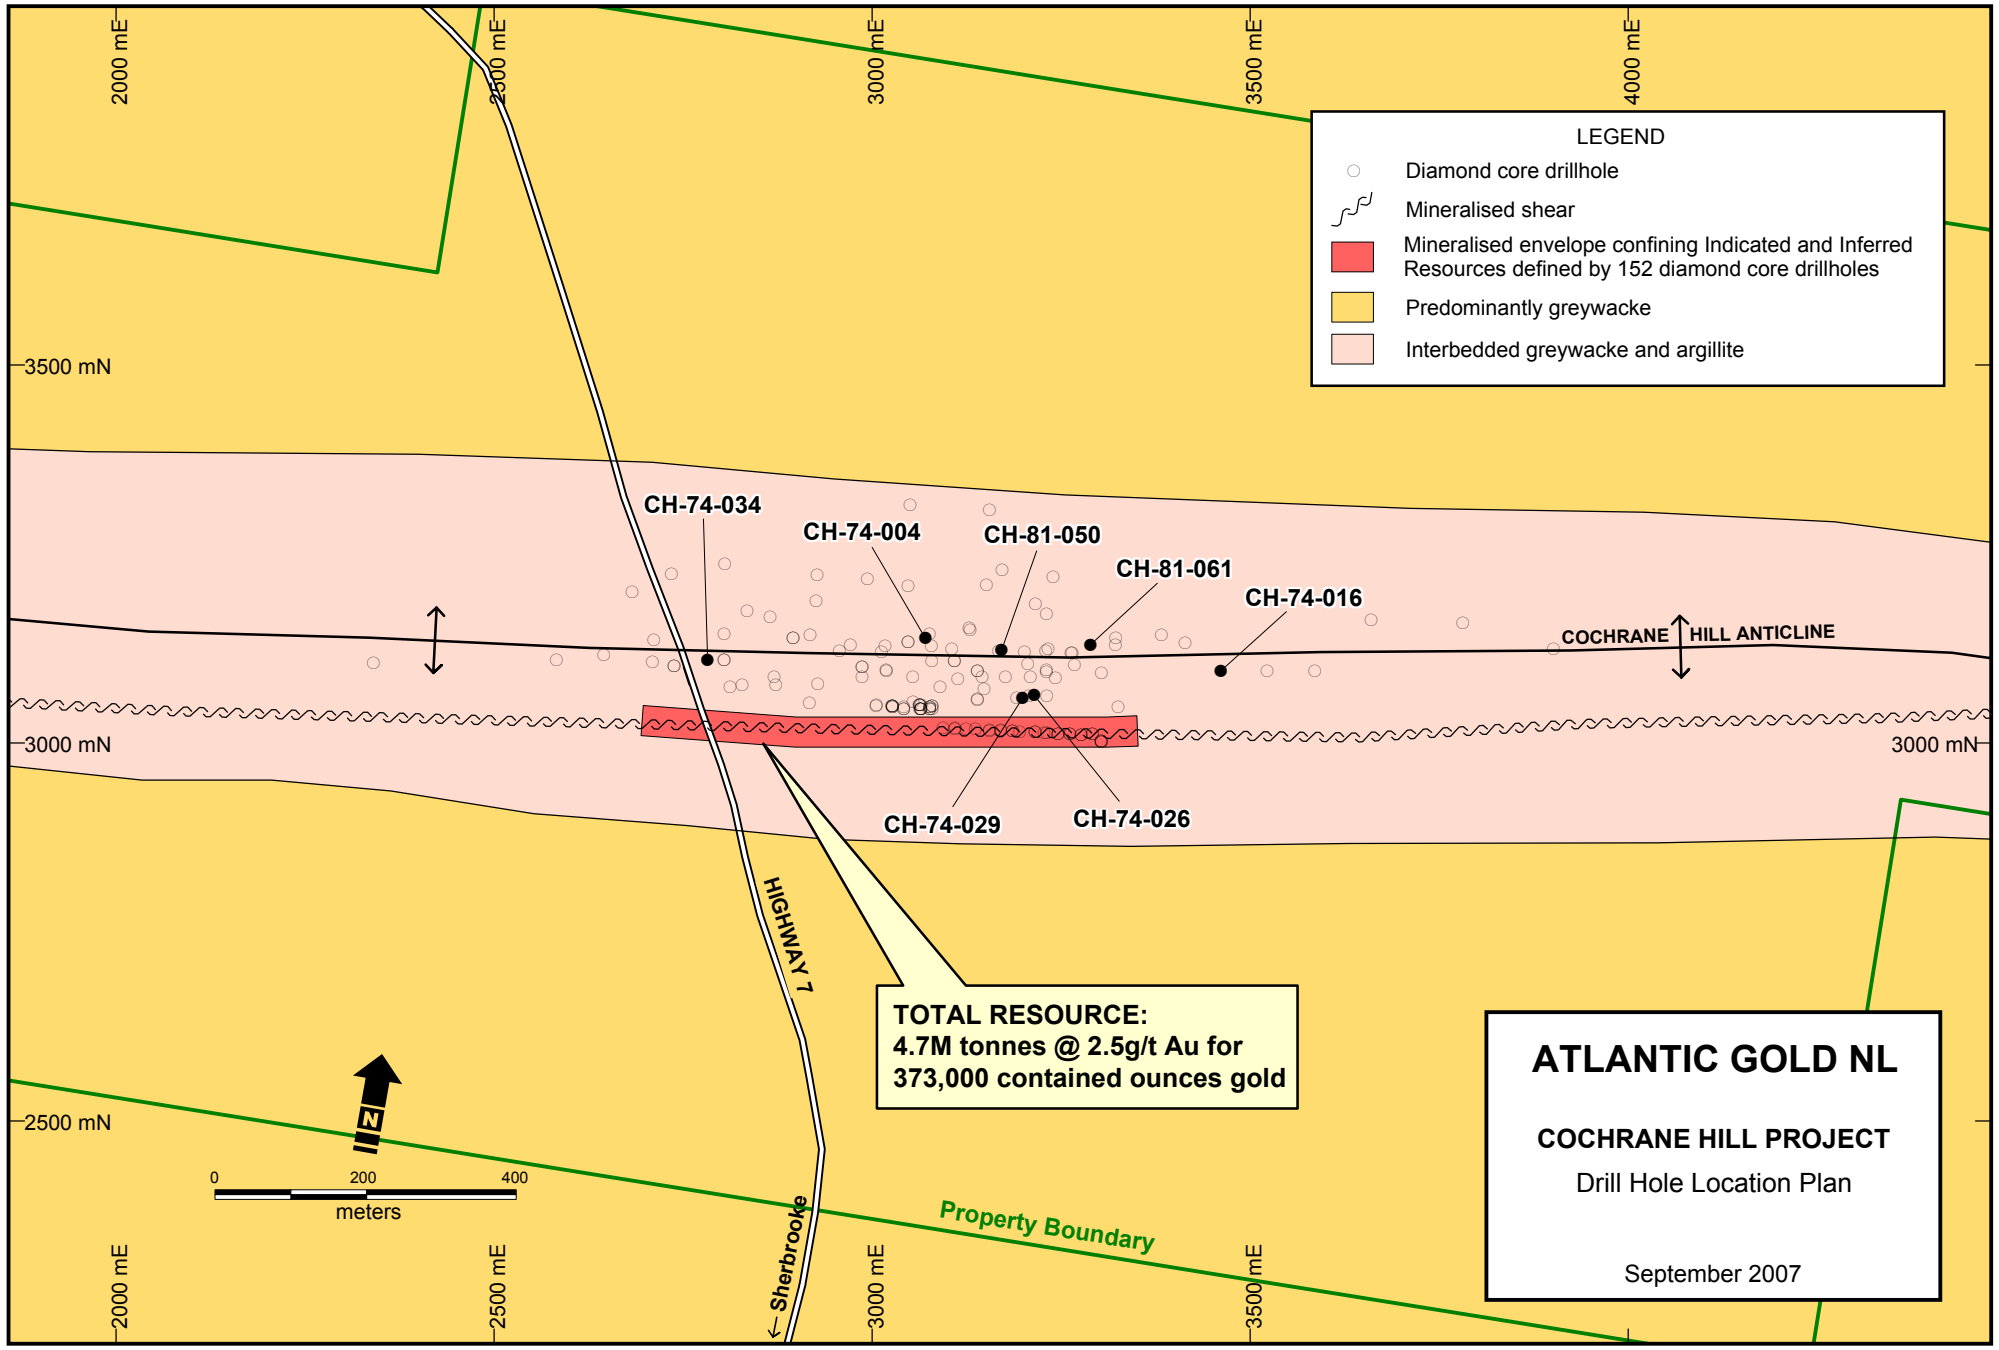 2000 mE
2500 mE
3000 mE
3500 mE
4000 mE
LEGEND
Diamond core drillhole
Mineralised shear
Mineralised envelope confining Indicated and Inferred
Resources defined by 152 diamond core drillholes
Predominantly greywacke
Interbedded greywacke and argillite
3500 mN
CH-74-034
CH-74-004
CH-81-050
CH-81-061
CH-74-016
COCHRANE HILL ANTICLINE
3000 mN
3000 mN
CH-74-029
CH-74-026
HIGHWAY 7
TOTAL RESOURCE:
4.7M tonnes @ 2.5g/t Au for
373,000 contained ounces gold
ATLANTIC GOLD NL
COCHRANE HILL PROJECT
Drill Hole Location Plan
September 2007
2500 mN
N
0 200 400
meters
← Sherbrooke
Property Boundary
2000 mE
2500 mE
3000 mE
3500 mE